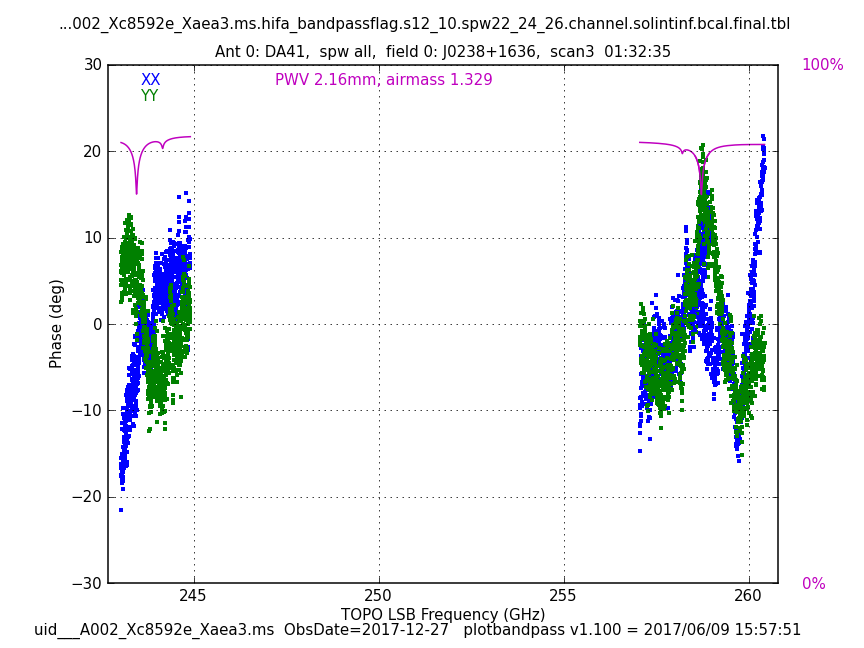 ...002_Xc8592e_Xaea3.ms.hifa_bandpassflag.s12_10.spw22_24_26.channel.solintinf.bcal.final.tbl
Ant 0: DA41,  spw all,  field 0: J0238+1636,  scan3  01:32:35
30
100%
XX
PWV 2.16mm, airmass 1.329
YY
20
10
0
Phase (deg)
−10
−20
−30
0%
245
250
255
260
TOPO LSB Frequency (GHz)
uid___A002_Xc8592e_Xaea3.ms  ObsDate=2017-12-27   plotbandpass v1.100 = 2017/06/09 15:57:51